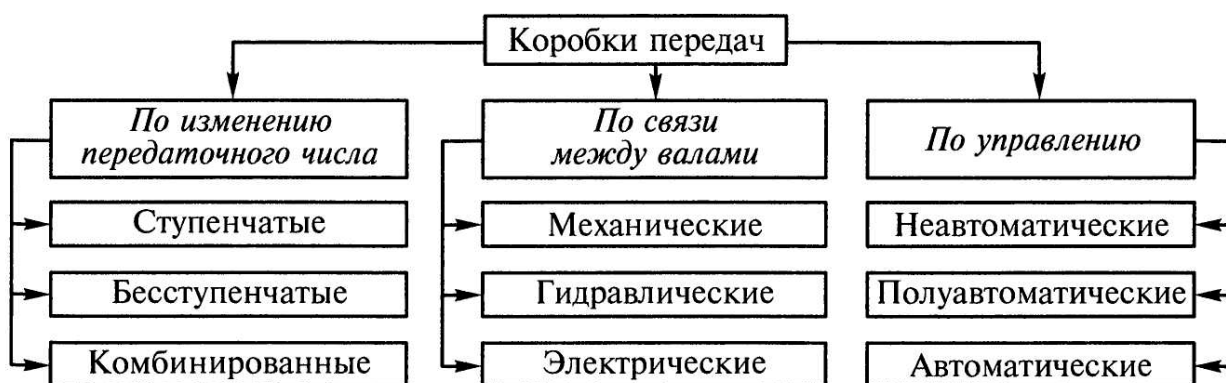 Коробки передач
По изменению
передаточного числа
По связи
между валами
По управлению
Ступенчатые
Механические
Неавтоматические
Бесступенчатые
Гидравлические
Полуавтоматические
Комбинированные
Электрические
Автоматические